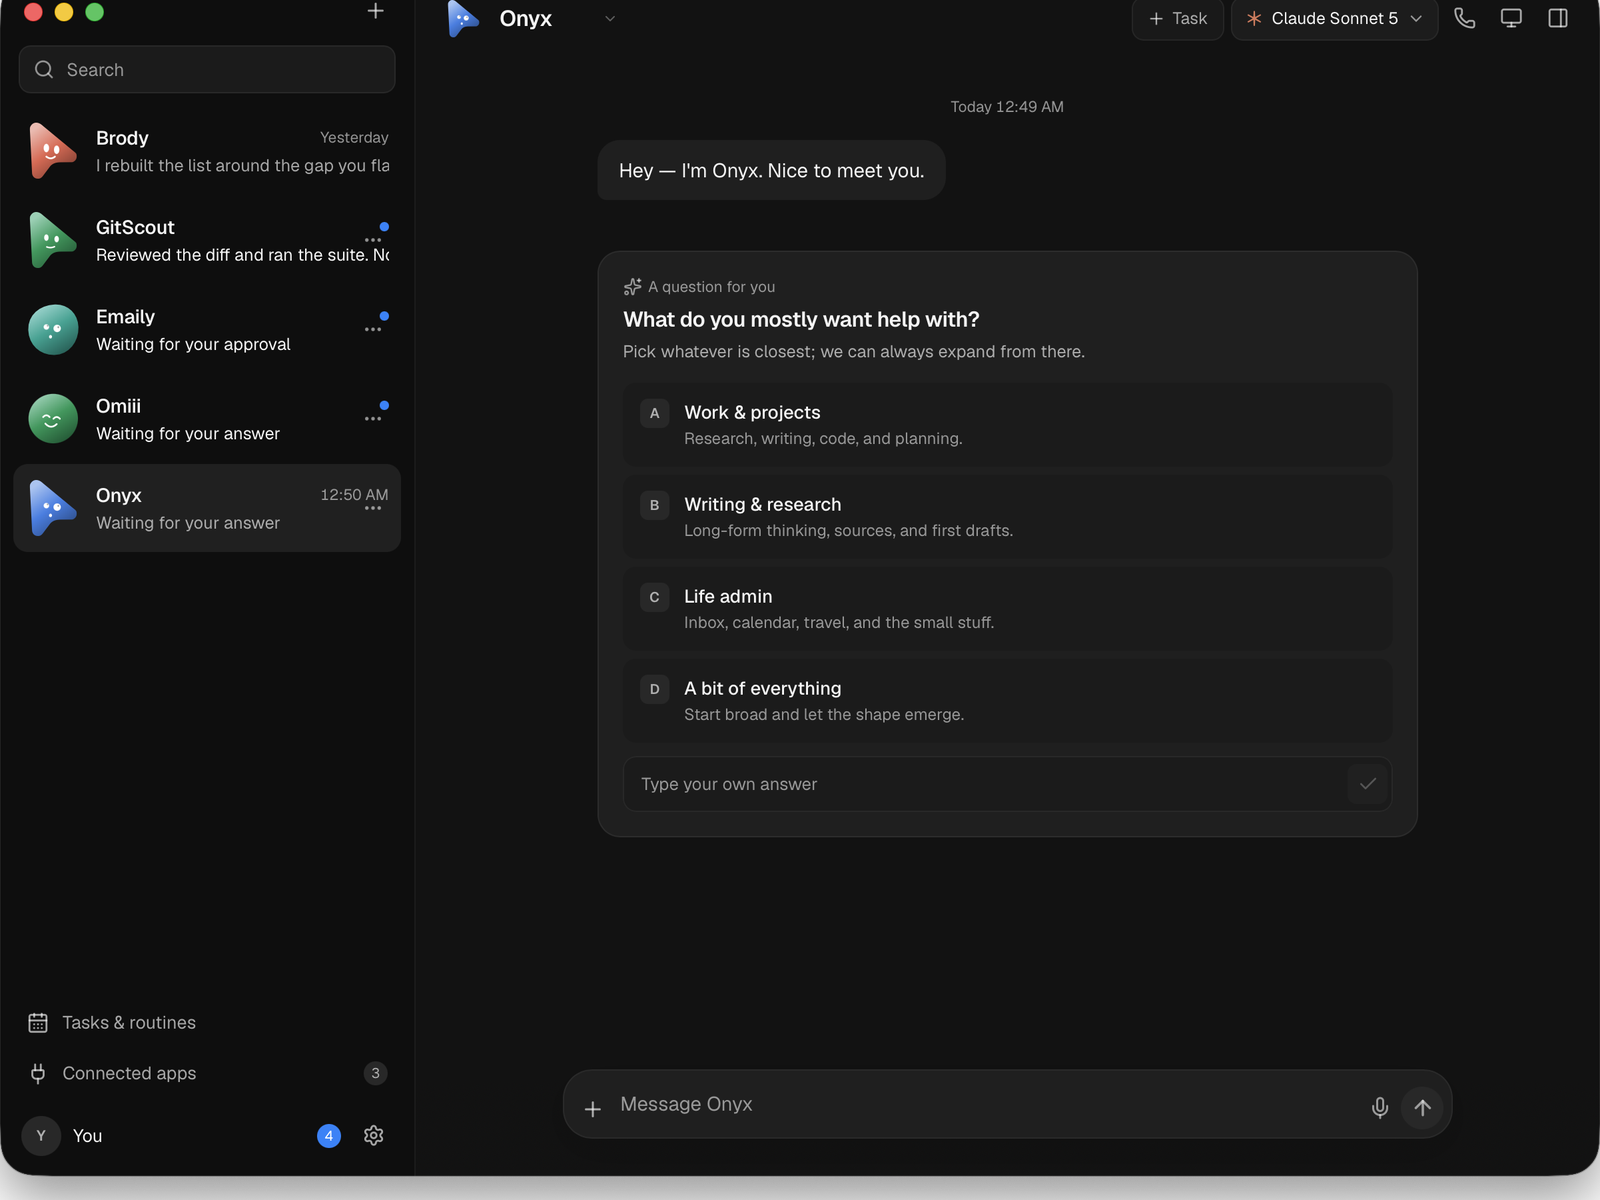 Search
Brody
Yesterday
I rebuilt the list around the gap you fla
GitScout
Reviewed the diff and ran the suite. No
Emaily
Waiting for your approval
Omiii
Waiting for your answer
Onyx
12:50 AM
Waiting for your answer
Tasks & routines
Connected apps
3
Y
You
4
Onyx
Task
Claude Sonnet 5
Today 12:49 AM
Hey — I'm Onyx. Nice to meet you.
A question for you
What do you mostly want help with?
Pick whatever is closest; we can always expand from there.
A
Work & projects
Research, writing, code, and planning.
B
Writing & research
Long-form thinking, sources, and first drafts.
C
Life admin
Inbox, calendar, travel, and the small stuff.
D
A bit of everything
Start broad and let the shape emerge.
Type your own answer
Message Onyx